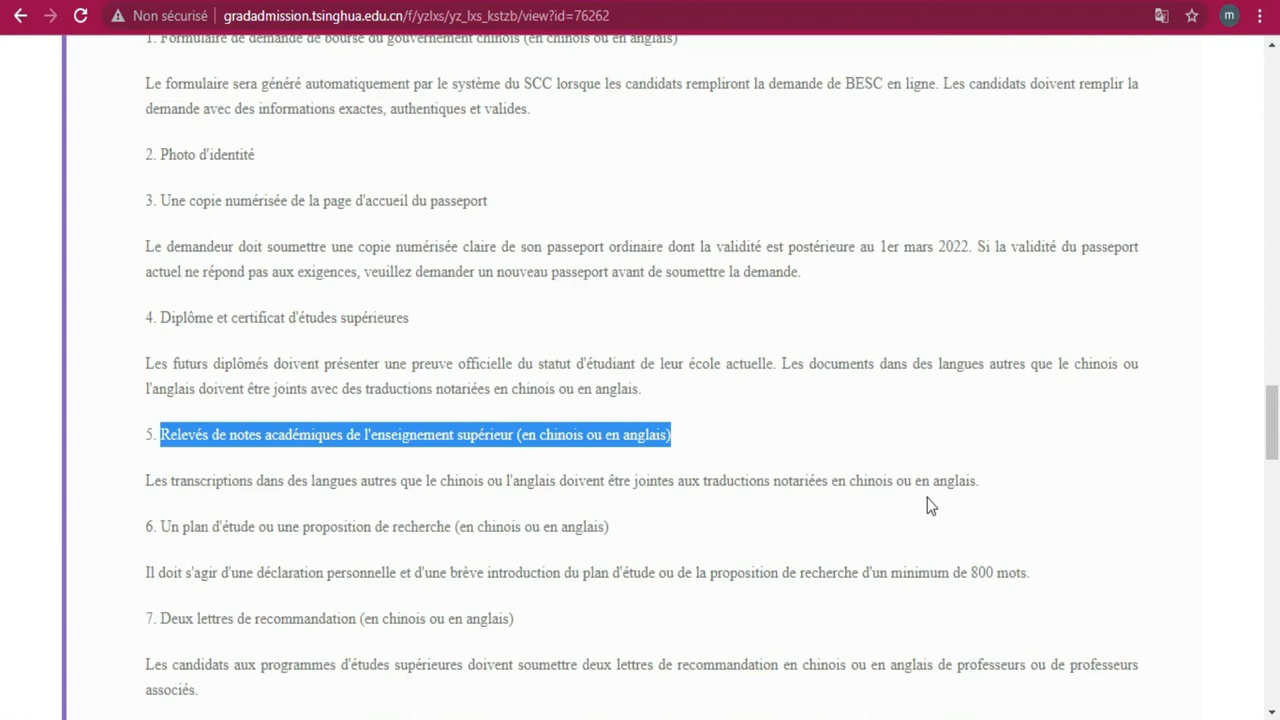 Non sécurisé gradadmission.tsinghua.edu.cn/f/yzlxs/yz_lxs_kstzb/view?id=76262
m
1. Formulaire de demande de bourse du gouvernement chinois (en chinois ou en anglais)
Le formulaire sera généré automatiquement par le système du SCC lorsque les candidats rempliront la demande de BESC en ligne. Les candidats doivent remplir la
demande avec des informations exactes, authentiques et valides.
2. Photo d'identité
3. Une copie numérisée de la page d'accueil du passeport
Le demandeur doit soumettre une copie numérisée claire de son passeport ordinaire dont la validité est postérieure au 1er mars 2022. Si la validité du passeport
actuel ne répond pas aux exigences, veuillez demander un nouveau passeport avant de soumettre la demande.
4. Diplôme et certificat d'études supérieures
Les futurs diplômés doivent présenter une preuve officielle du statut d'étudiant de leur école actuelle. Les documents dans des langues autres que le chinois ou
l'anglais doivent être joints avec des traductions notariées en chinois ou en anglais.
5. Relevés de notes académiques de l'enseignement supérieur (en chinois ou en anglais)
Les transcriptions dans des langues autres que le chinois ou l'anglais doivent être jointes aux traductions notariées en chinois ou en anglais.
6. Un plan d'étude ou une proposition de recherche (en chinois ou en anglais)
Il doit s'agir d'une déclaration personnelle et d'une brève introduction du plan d'étude ou de la proposition de recherche d'un minimum de 800 mots.
7. Deux lettres de recommandation (en chinois ou en anglais)
Les candidats aux programmes d'études supérieures doivent soumettre deux lettres de recommandation en chinois ou en anglais de professeurs ou de professeurs
associés.